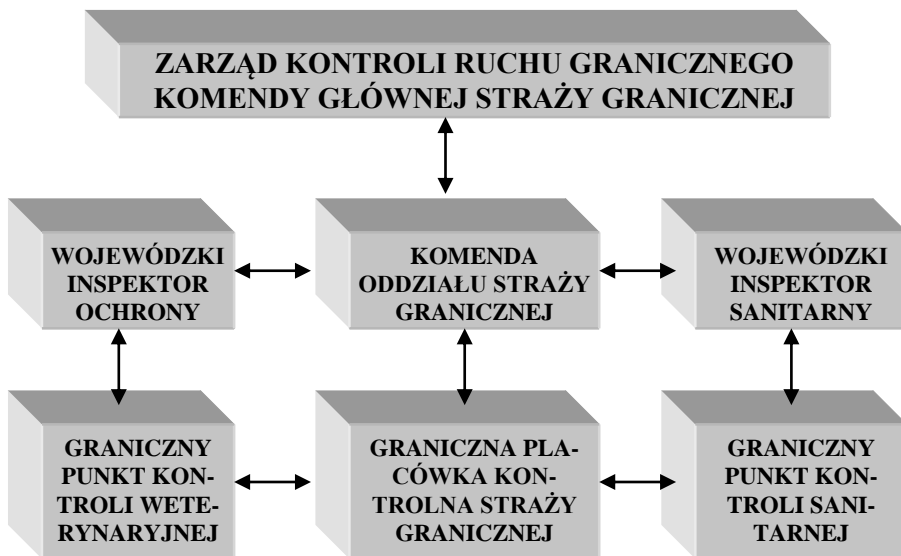 ZARZĄD KONTROLI RUCHU GRANICZNEGO
KOMENDY GŁÓWNEJ STRAŻY GRANICZNEJ
WOJEWÓDZKI
INSPEKTOR
OCHRONY
KOMENDA
ODDZIAŁU STRAŻY
GRANICZNEJ
WOJEWÓDZKI
INSPEKTOR
SANITARNY
GRANICZNY
PUNKT KON-
TROLI WETE-
RYNARYJNEJ
GRANICZNA PLA-
CÓWKA KON-
TROLNA STRAŻY
GRANICZNEJ
GRANICZNY
PUNKT KON-
TROLI SANI-
TARNEJ